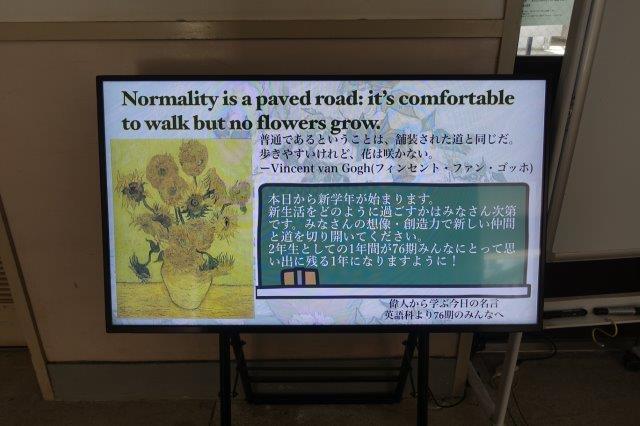 Normality is a paved road: it's comfortable
to walk but no flowers grow.
普通であるということは、舗装された道と同じだ。
歩きやすいけれど、花は咲かない。
ーVincent van Gogh(フィンセント・ファン・ゴッホ)
本日から新学年が始まります。
新生活をどのように過ごすかはみなさん次第
です。みなさんの想像・創造力で新しい仲間
と道を切り開いてください。
2年生としての1年間が76期みんなにとって思
い出に残る1年になりますように！
偉人から学ぶ今日の名言
英語科より76期のみんなへ